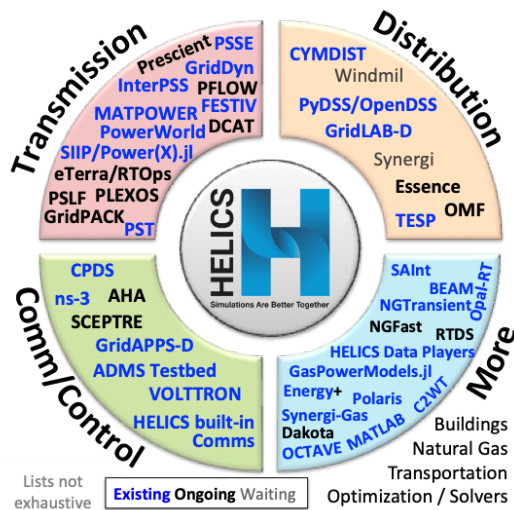 Transmission
Prescient
PSSE
GridDyn
InterPSS
PFLOW
FESTIV
MATPOWER
PowerWorld
DCAT
SIIP/Power(X).jl
eTerra/RTOps
PSLF
PLEXOS
GridPACK
PST
Distribution
CYMDIST
Windmil
PyDSS/OpenDSS
GridLAB-D
Synergi
Essence
OMF
TESP
HELICS
H
Simulations Are Better Together
Comm/Control
CPDS
ns-3
AHA
SCEPTRE
GridAPPS-D
ADMS Testbed
VOLTTRON
HELICS built-in
Comms
More
SAInt
BEAM
Opal-RT
NGTransient
NGFast
RTDS
HELICS Data Players
GasPowerModels.jl
Energy+
Polaris
C2WT
Synergi-Gas
Dakota
MATLAB
OCTAVE
Buildings
Natural Gas
Transportation
Optimization / Solvers
Lists not
exhaustive
Existing Ongoing Waiting